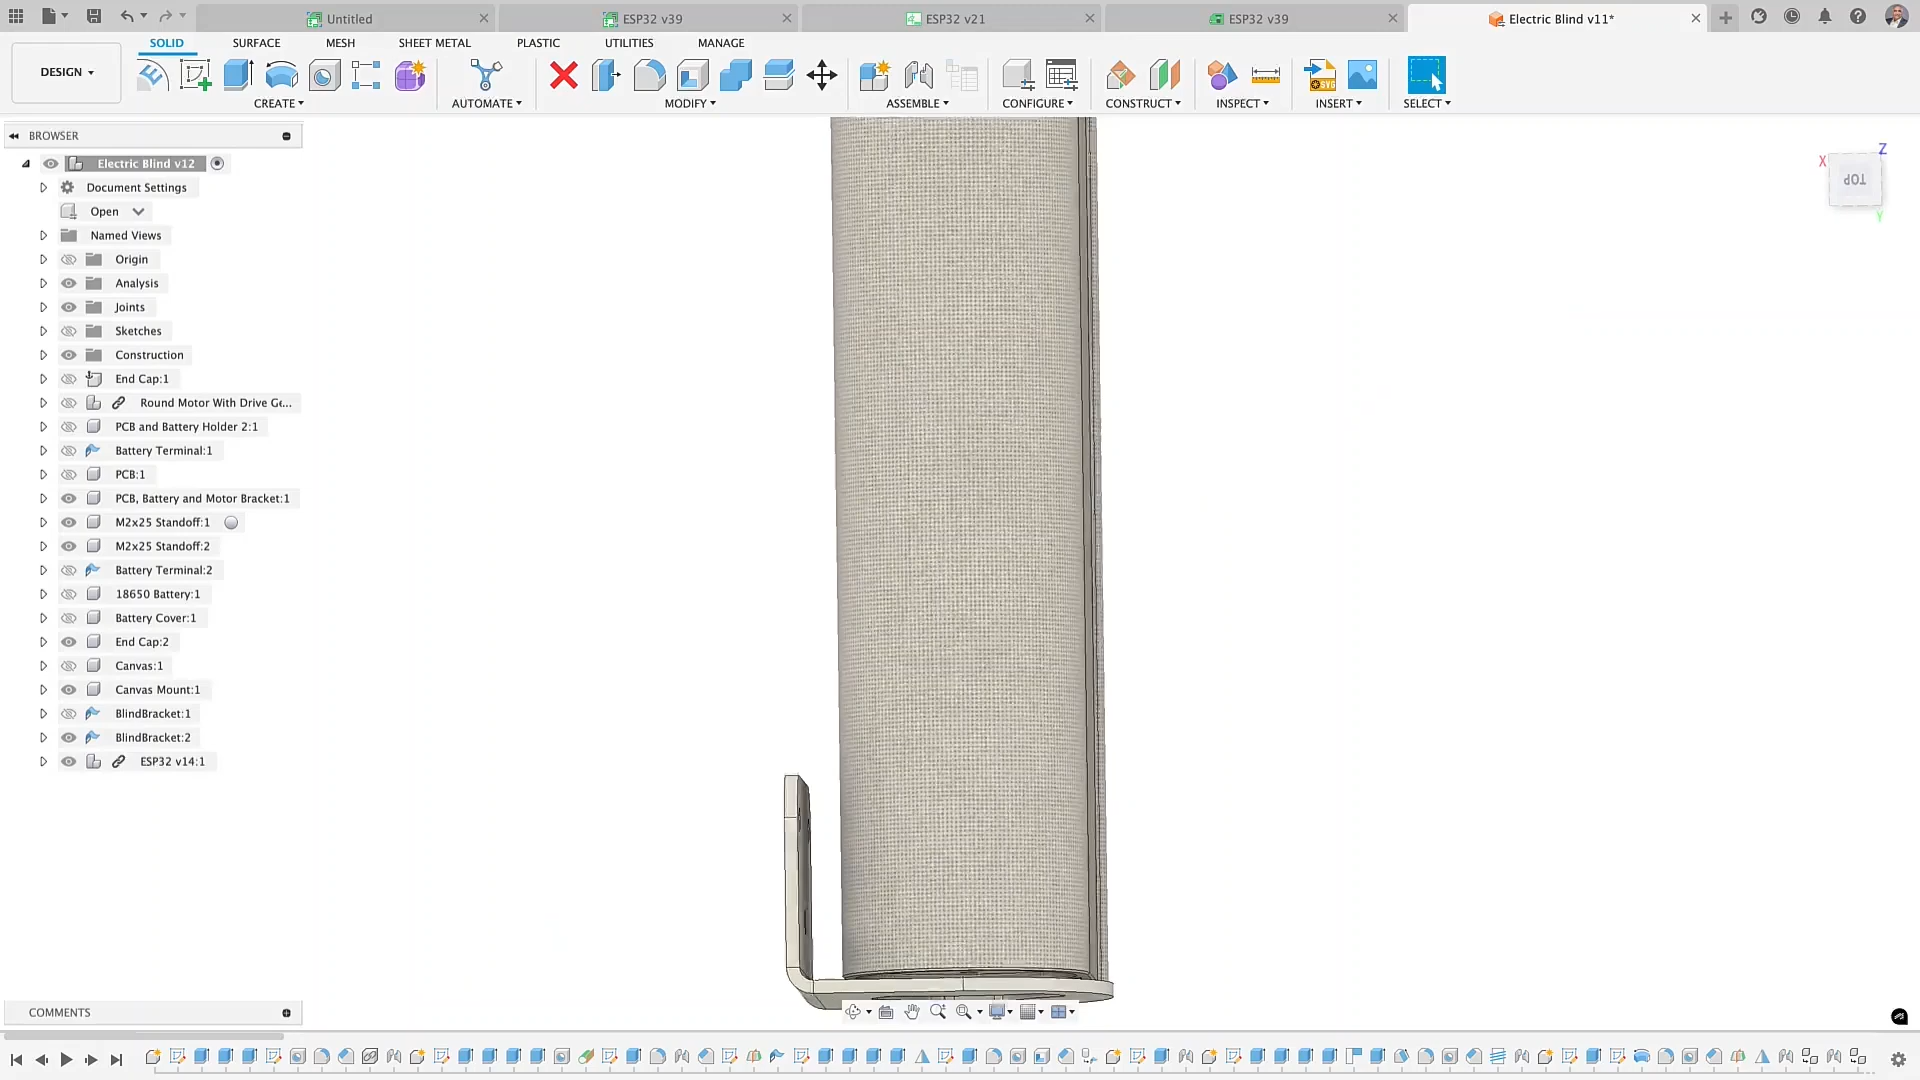 Untitled
ESP32 v39
ESP32 v21
ESP32 v39
Electric Blind v11*
DESIGN
SOLID
SURFACE
MESH
SHEET METAL
PLASTIC
UTILITIES
MANAGE
CREATE
AUTOMATE
MODIFY
ASSEMBLE
CONFIGURE
CONSTRUCT
INSPECT
INSERT
SELECT
SVG
BROWSER
Electric Blind v12
Document Settings
Open
Named Views
Origin
Analysis
Joints
Sketches
Construction
End Cap:1
Round Motor With Drive Ge...
PCB and Battery Holder 2:1
Battery Terminal:1
PCB:1
PCB, Battery and Motor Bracket:1
M2x25 Standoff:1
M2x25 Standoff:2
Battery Terminal:2
18650 Battery:1
Battery Cover:1
End Cap:2
Canvas:1
Canvas Mount:1
BlindBracket:1
BlindBracket:2
ESP32 v14:1
COMMENTS
X
Z
TOP
Y